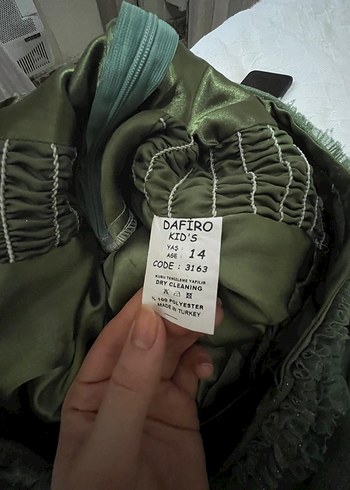 DAFİRO
KID'S
YAŞ :
AGE : 14
CODE : 3163
KURU TEMİZLEME YAPILIR
DRY CLEANING
% 100 POLYESTER
MADE IN TURKEY